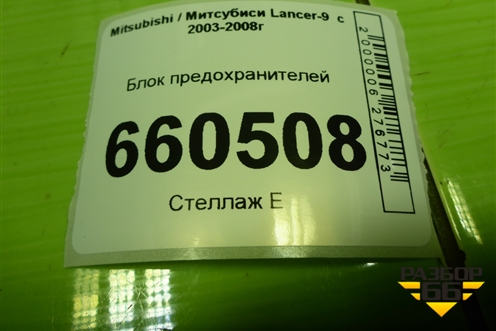 Mitsubishi / Митсубиси Lancer-9 с
2003-2008г
Блок предохранителей
660508
Стеллаж Е
2000006276773
РАЗБОР
66